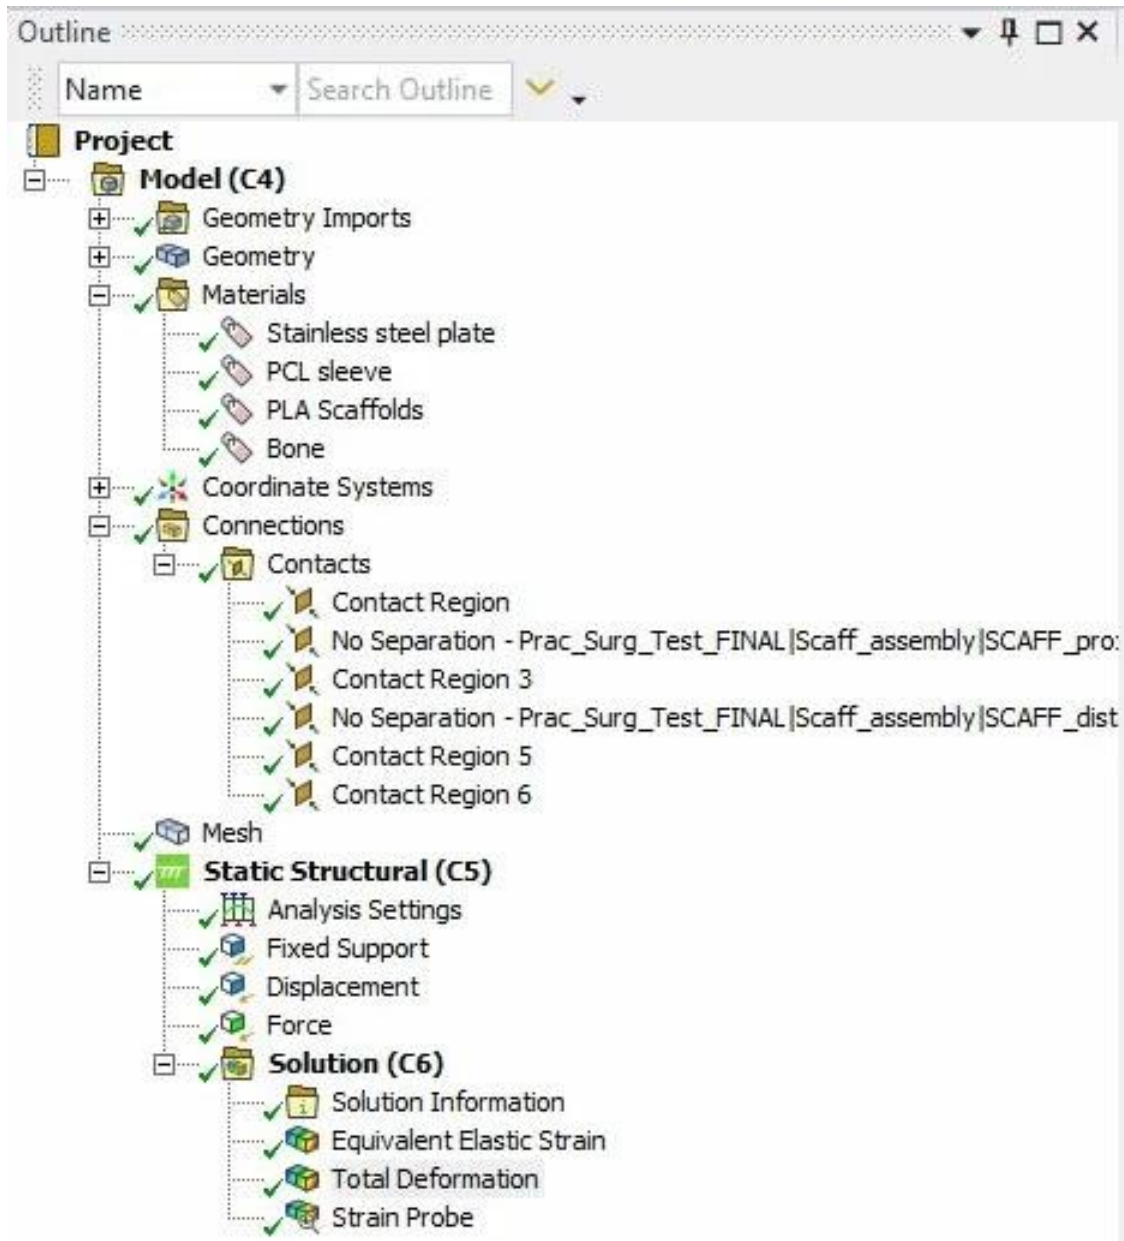 Outline
Name Search Outline
Project
Model (C4)
Geometry Imports
Geometry
Materials
Stainless steel plate
PCL sleeve
PLA Scaffolds
Bone
Coordinate Systems
Connections
Contacts
Contact Region
No Separation - Prac_Surg_Test_FINAL|Scaff_assembly|SCAFF_pro
Contact Region 3
No Separation - Prac_Surg_Test_FINAL|Scaff_assembly|SCAFF_dist
Contact Region 5
Contact Region 6
Mesh
Static Structural (C5)
Analysis Settings
Fixed Support
Displacement
Force
Solution (C6)
Solution Information
Equivalent Elastic Strain
Total Deformation
Strain Probe